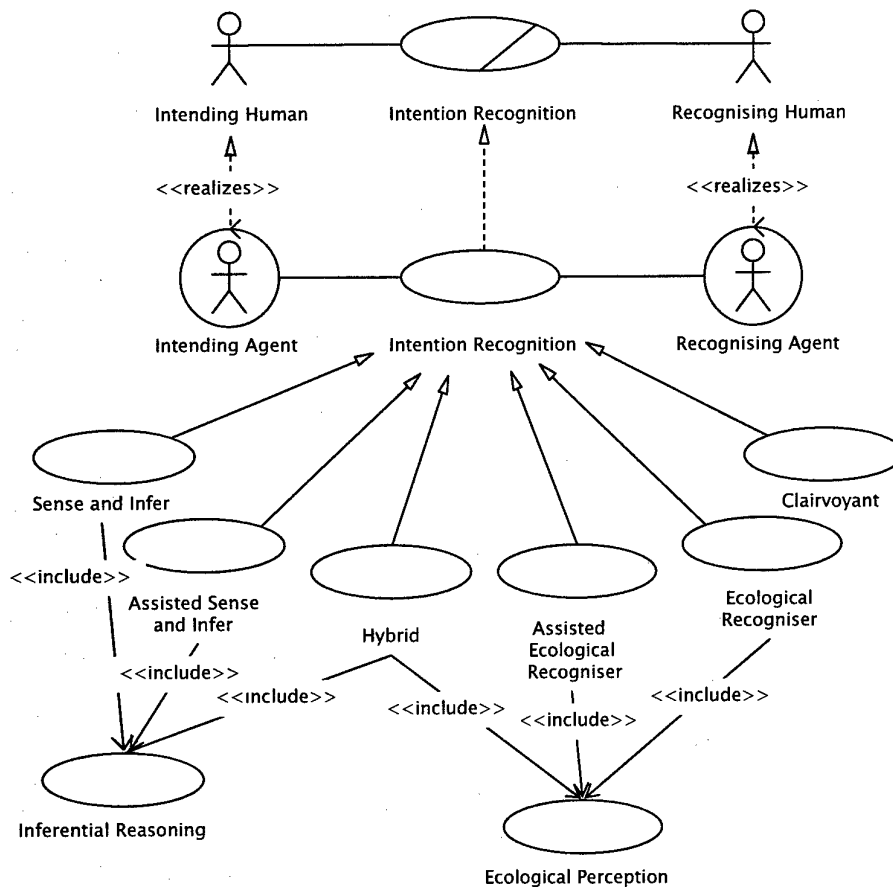 Intending Human
Intention Recognition
Recognising Human
<<realizes>>
<<realizes>>
Intending Agent
Intention Recognition
Recognising Agent
Sense and Infer
Clairvoyant
<<include>>
Assisted Sense
and Infer
Hybrid
Assisted
Ecological
Recogniser
Ecological
Recogniser
<<include>>
<<include>>
<<include>>
<<include>>
<<include>>
Inferential Reasoning
Ecological Perception